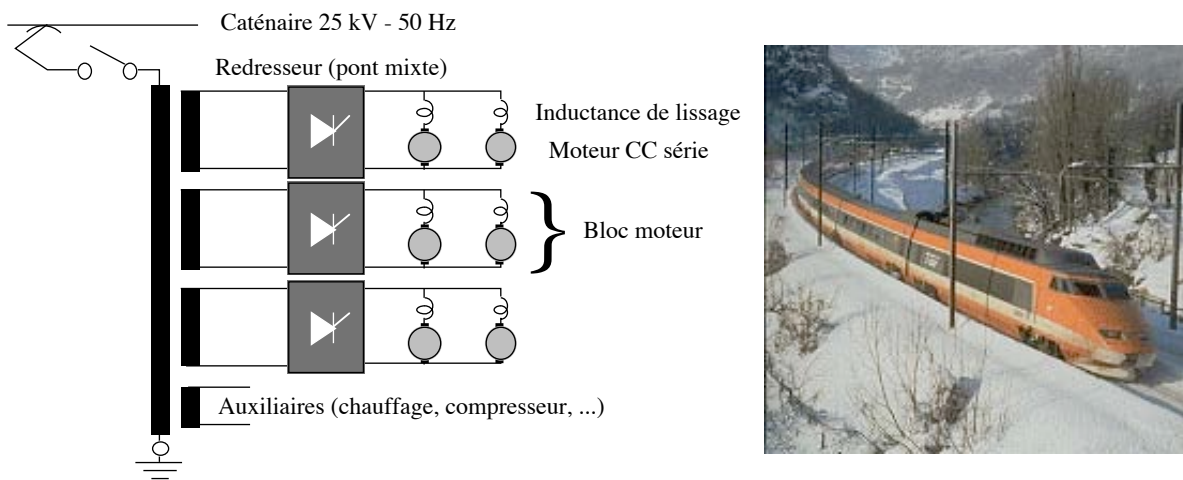 Caténaire 25 kV - 50 Hz
Redresseur (pont mixte)
Inductance de lissage
Moteur CC série
Bloc moteur
Auxiliaires (chauffage, compresseur, ...)